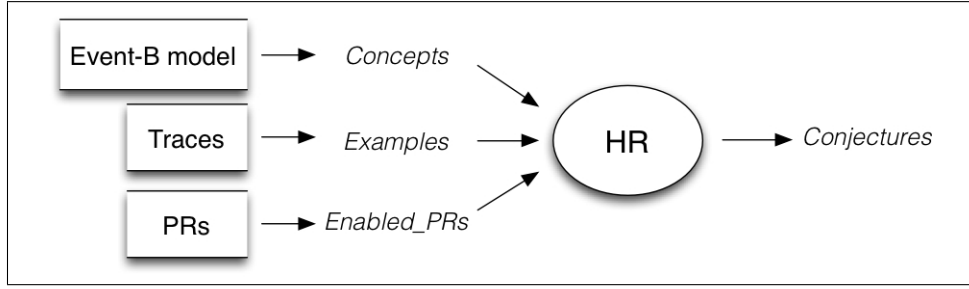 Event-B model
Concepts
Traces
Examples
HR
Conjectures
PRs
Enabled_PRs